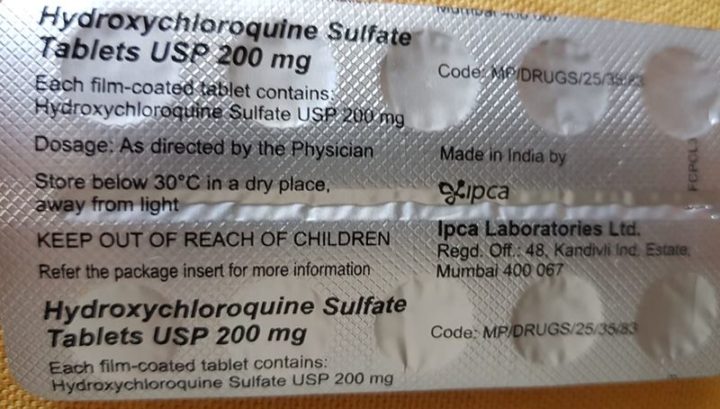 Hydroxychloroquine Sulfate
Tablets USP 200 mg
Each film-coated tablet contains:
Hydroxychloroquine Sulfate USP 200 mg
Dosage: As directed by the Physician
Store below 30°C in a dry place,
away from light
KEEP OUT OF REACH OF CHILDREN
Refer the package insert for more information
Hydroxychloroquine Sulfate
Tablets USP 200 mg
Each film-coated tablet contains:
Hydroxychloroquine Sulfate USP 200 mg
Mumbai 400 067
Code: MP/DRUGS/25/35/83
Made in India by
ipca
Ipca Laboratories Ltd.
Regd. Off.: 48, Kandivli Ind. Estate,
Mumbai 400 067
Code: MP/DRUGS/25/35/83